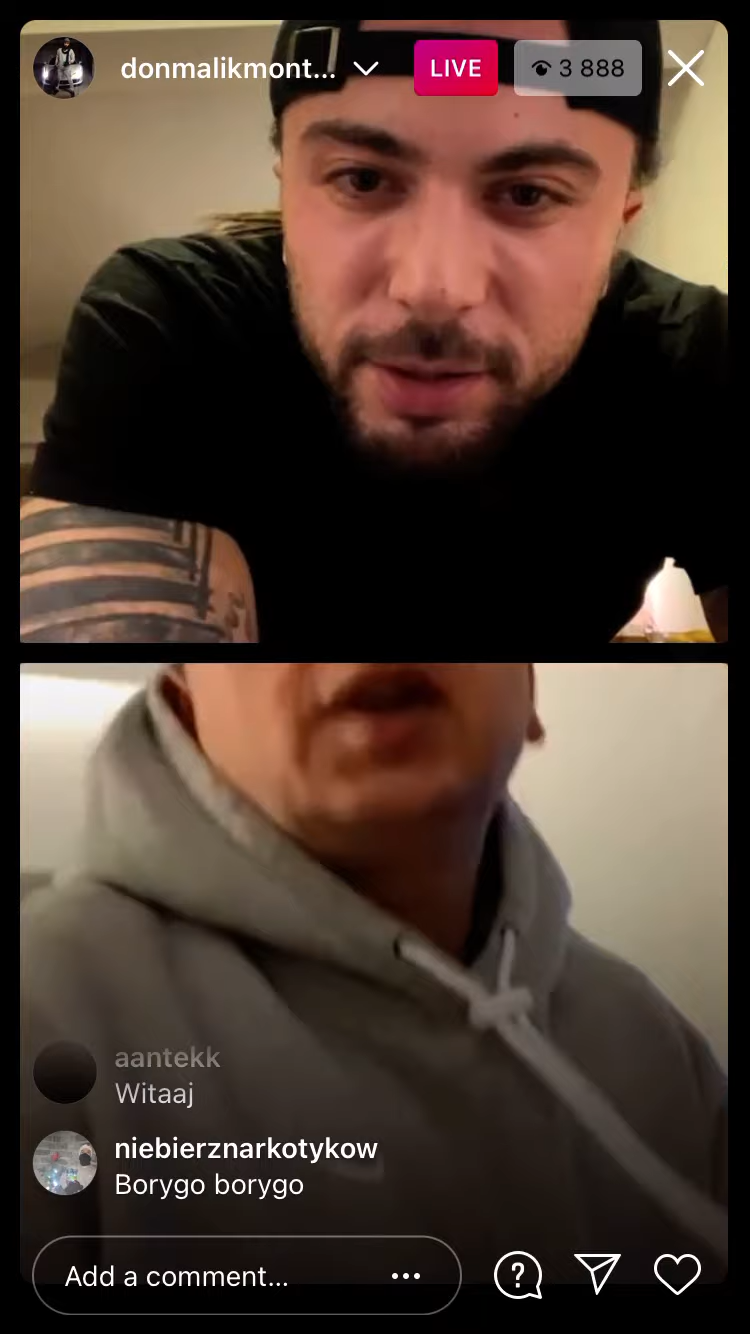 donmalikmont...
LIVE
3 888
aantekk
Witaaj
niebierznarkotykow
Borygo borygo
Add a comment...